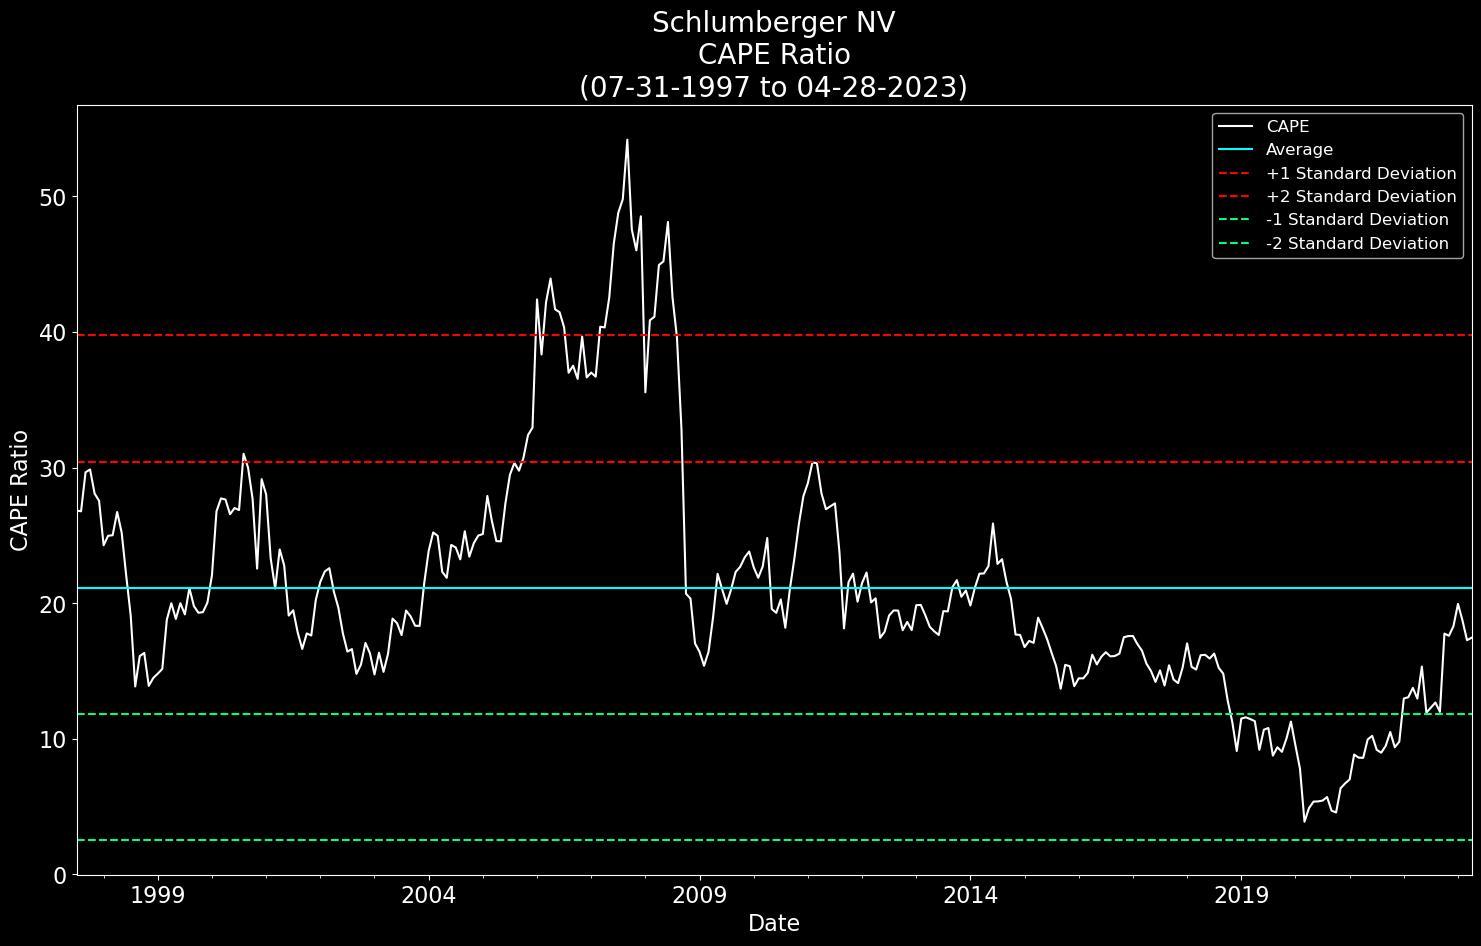 Schlumberger NV
CAPE Ratio
(07-31-1997 to 04-28-2023)
CAPE
Average
+1 Standard Deviation
+2 Standard Deviation
-1 Standard Deviation
-2 Standard Deviation
CAPE Ratio
50
40
30
20
10
0
1999 2004 2009 2014 2019
Date